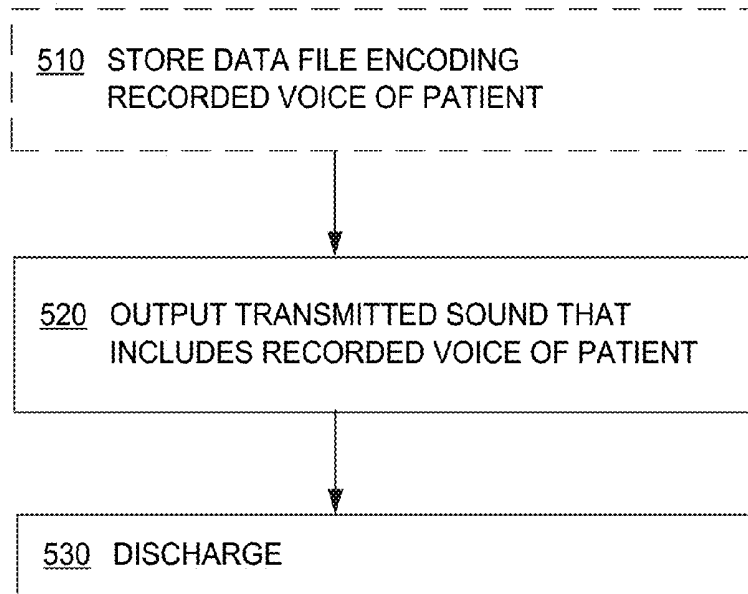 510 STORE DATA FILE ENCODING
RECORDED VOICE OF PATIENT
520 OUTPUT TRANSMITTED SOUND THAT
INCLUDES RECORDED VOICE OF PATIENT
530 DISCHARGE